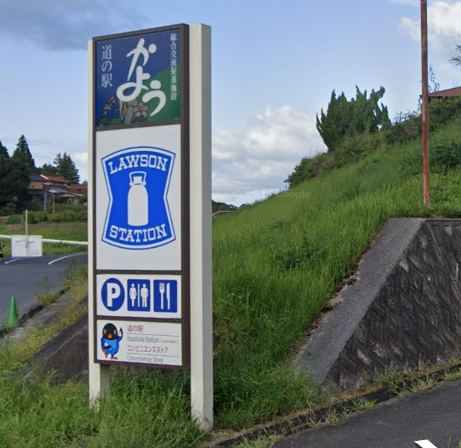 総合交流促進施設
道の駅
かよう
LAWSON
STATION
P
道の駅
Roadside Station
コンビニエンスストア
Convenience Store
Google